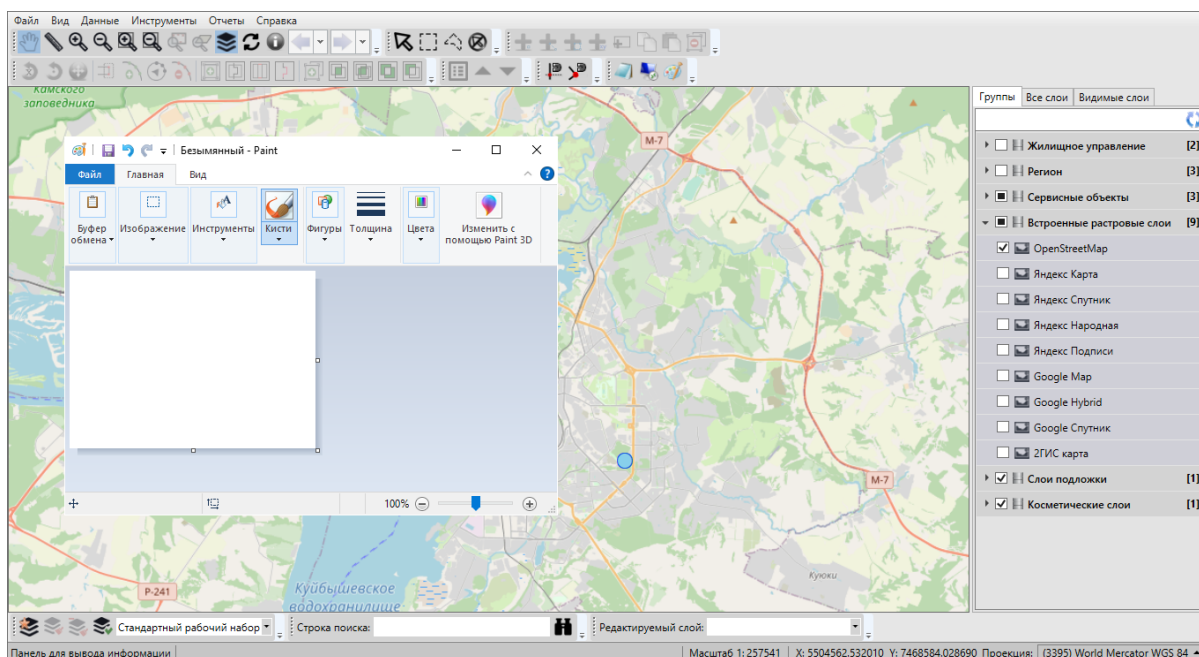 Файл Вид Данные Инструменты Отчеты Справка
Камского
заповедника
М-7
Безымянный - Paint
Файл Главная Вид
Буфер обмена
Изображение
Инструменты
Кисти
Фигуры
Толщина
Цвета
Изменить с помощью Paint 3D
100%
М-7
Р-241
Куйбышевское
водохранилище
Куюки
Группы Все слои Видимые слои
Жилищное управление [2]
Регион [3]
Сервисные объекты [3]
Встроенные растровые слои [9]
OpenStreetMap
Яндекс Карта
Яндекс Спутник
Яндекс Народная
Яндекс Подписи
Google Map
Google Hybrid
Google Спутник
2ГИС карта
Слои подложки [1]
Косметические слои [1]
Стандартный рабочий набор Строка поиска: Редактируемый слой:
Панель для вывода информации Масштаб 1: 257541 X: 5504562.532010 Y: 7468584.028690 Проекция: (3395) World Mercator WGS 84